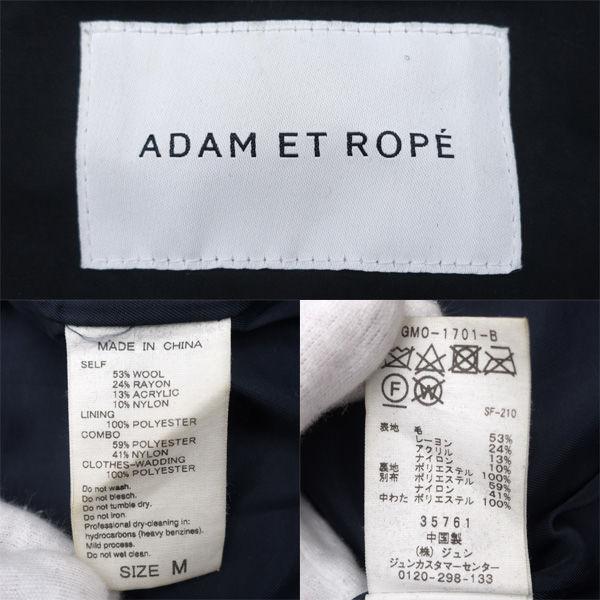 ADAM ET ROPÉ
MADE IN CHINA
SELF
53% WOOL
24% RAYON
13% ACRYLIC
10% NYLON
LINING
100% POLYESTER
COMBO
59% POLYESTER
41% NYLON
CLOTHES-WADDING
100% POLYESTER
Do not wash.
Do not bleach.
Do not tumble dry.
Do not iron.
Professional dry-cleaning in:
hydrocarbons (heavy benzines).
Mild process.
Do not wet clean.
SIZE M
GMO-1701-B
F W
SF-210
表地 毛 53%
レーヨン 24%
アクリル 13%
ナイロン 10%
裏地 ポリエステル 100%
別布 ポリエステル 59%
ナイロン 41%
中わた ポリエステル 100%
35761
中国製
(株) ジュン
ジュンカスタマーセンター
0120-298-133